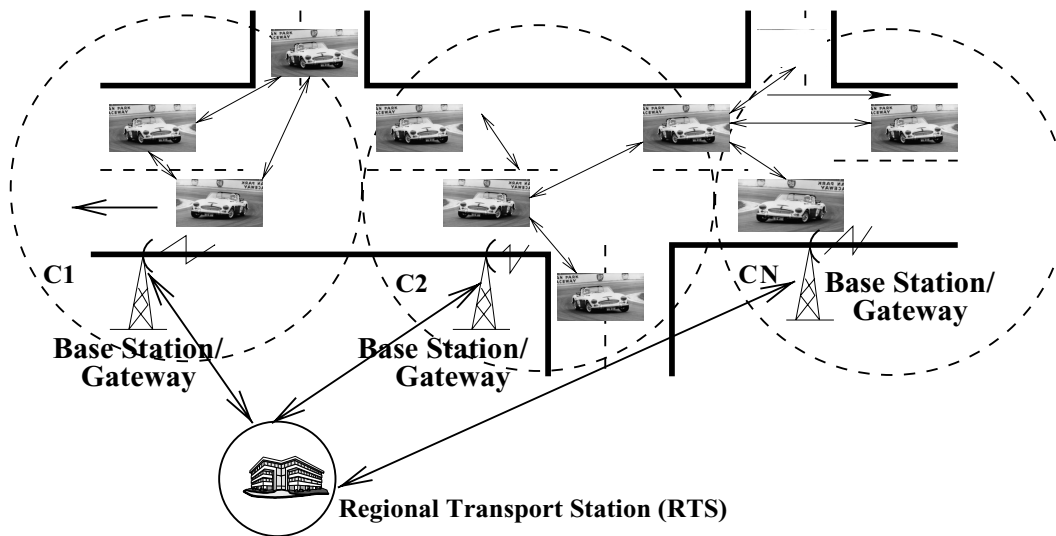 C1
C2
CN
Base Station/
Gateway
Base Station/
Gateway
Base Station/
Gateway
Regional Transport Station (RTS)